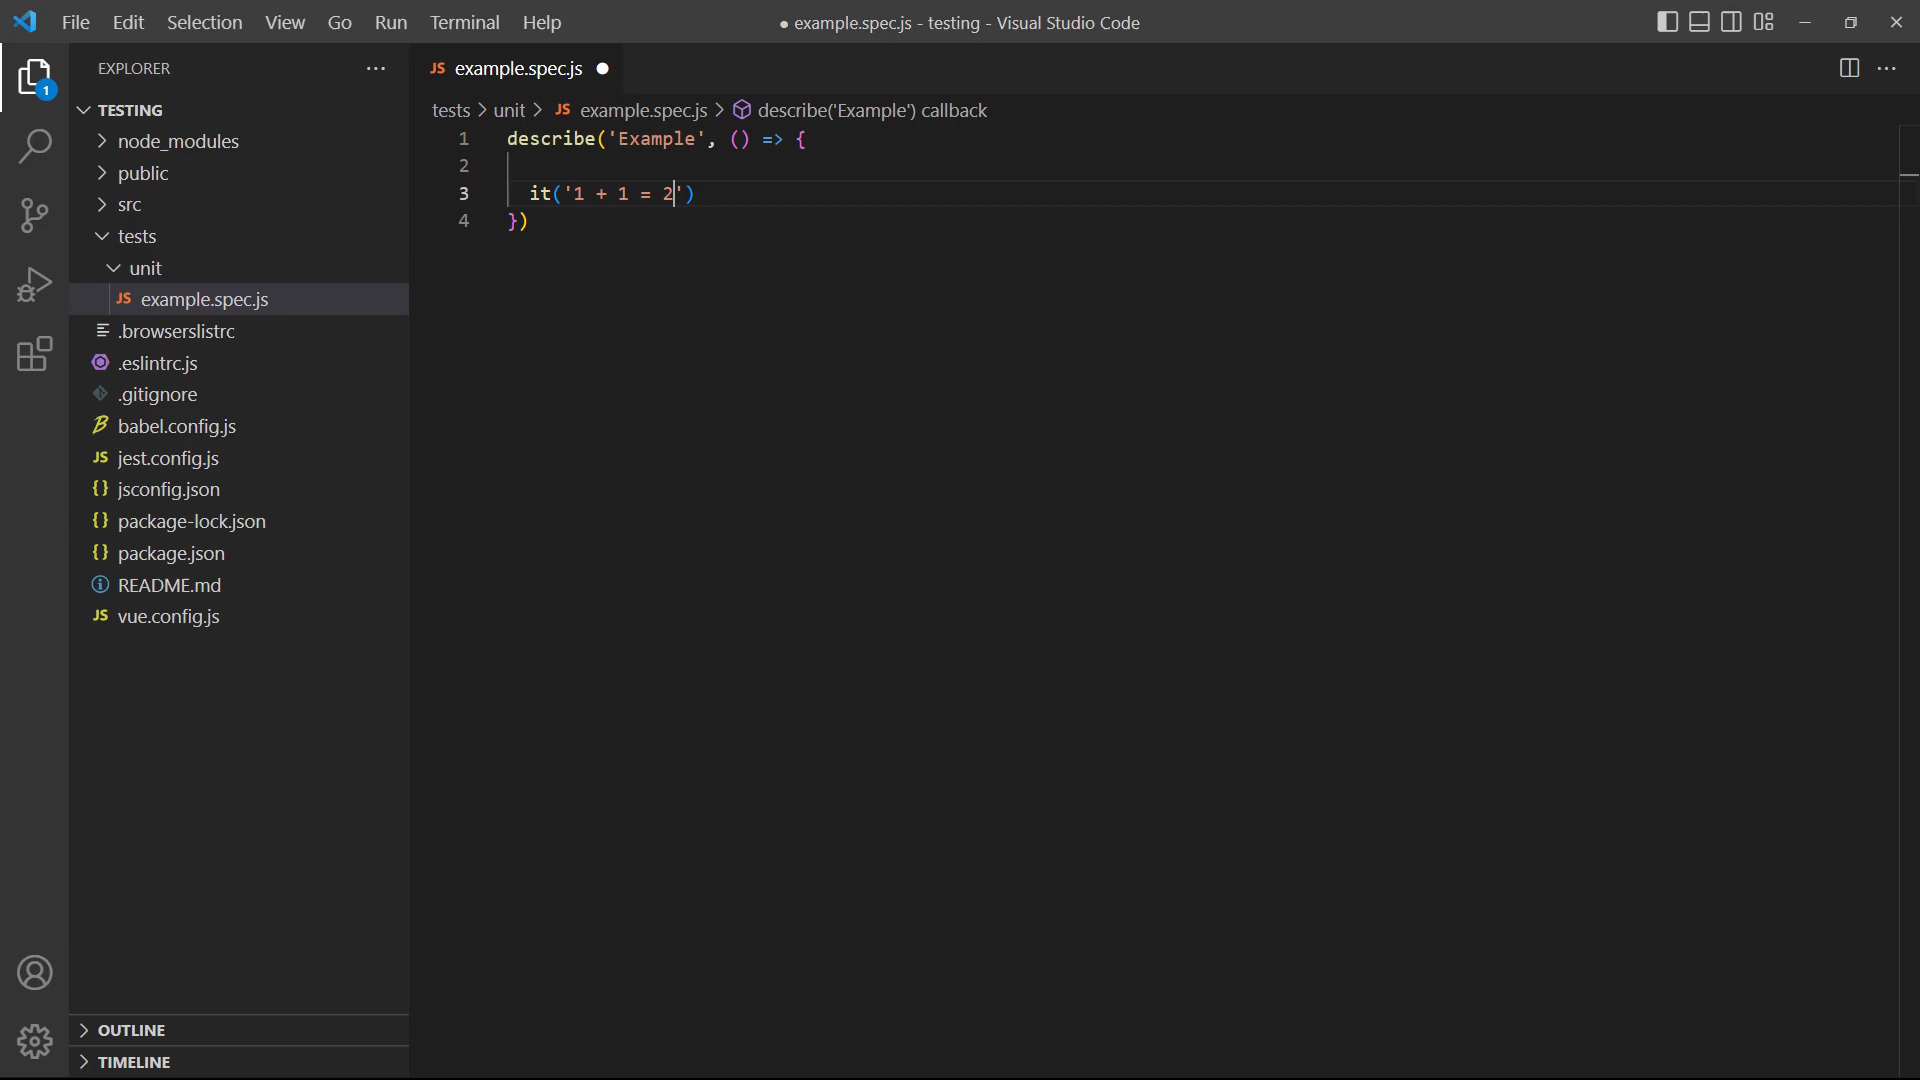 File Edit Selection View Go Run Terminal Help
● example.spec.js - testing - Visual Studio Code
EXPLORER
1
TESTING
node_modules
public
src
tests
unit
JS example.spec.js
.browserslistrc
.eslintrc.js
.gitignore
babel.config.js
JS jest.config.js
{} jsconfig.json
{} package-lock.json
{} package.json
README.md
JS vue.config.js
OUTLINE
TIMELINE
JS example.spec.js ●
tests > unit > JS example.spec.js > describe('Example') callback
1 describe('Example', () => {
2
3 it('1 + 1 = 2')
4 })